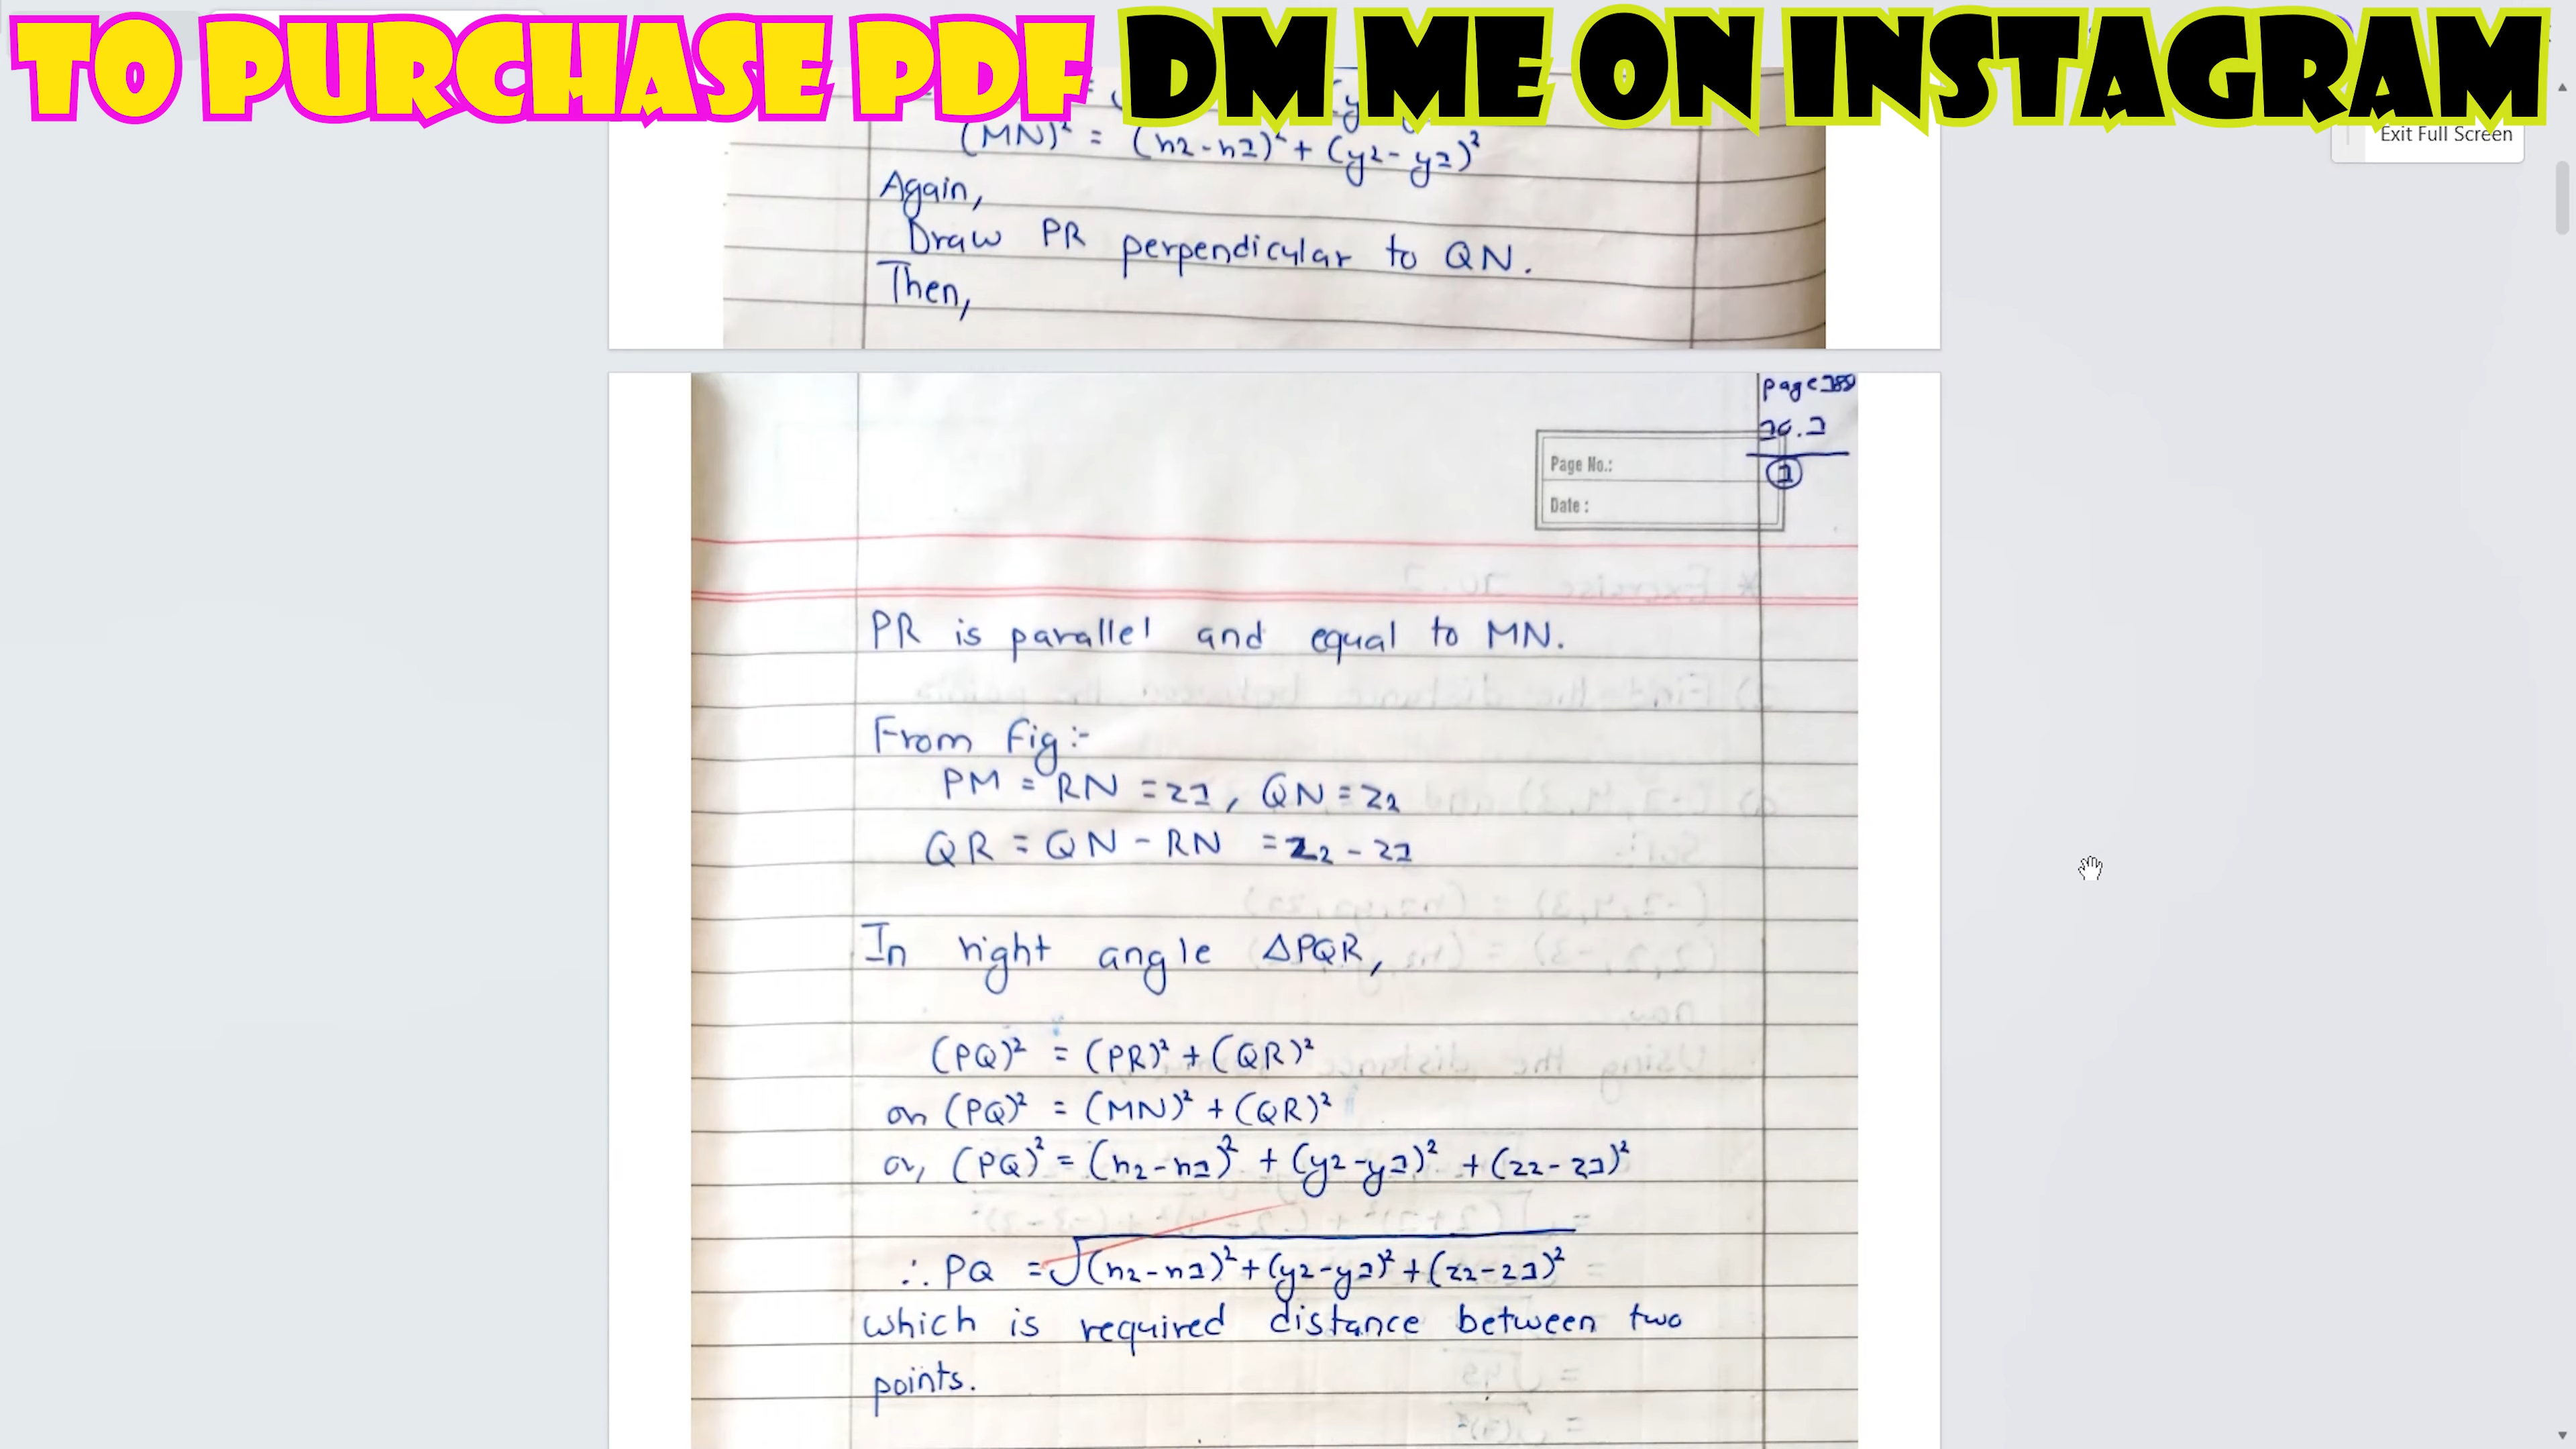 TO PURCHASE PDF DM ME ON INSTAGRAM
Exit Full Screen
(MN)² = (x2-x1)² + (y2-y1)²
Again,
Draw PR perpendicular to QN.
Then,
page
Page No.:
1
Date :
PR is parallel and equal to MN.
From fig:-
PM = RN = z1, QN = z2
QR = QN - RN = z2 - z1
In right angle ΔPQR,
(PQ)² = (PR)² + (QR)²
or (PQ)² = (MN)² + (QR)²
or, (PQ)² = (x2-x1)² + (y2-y1)² + (z2-z1)²
∴ PQ = √(x2-x1)² + (y2-y1)² + (z2-z1)²
which is required distance between two
points.